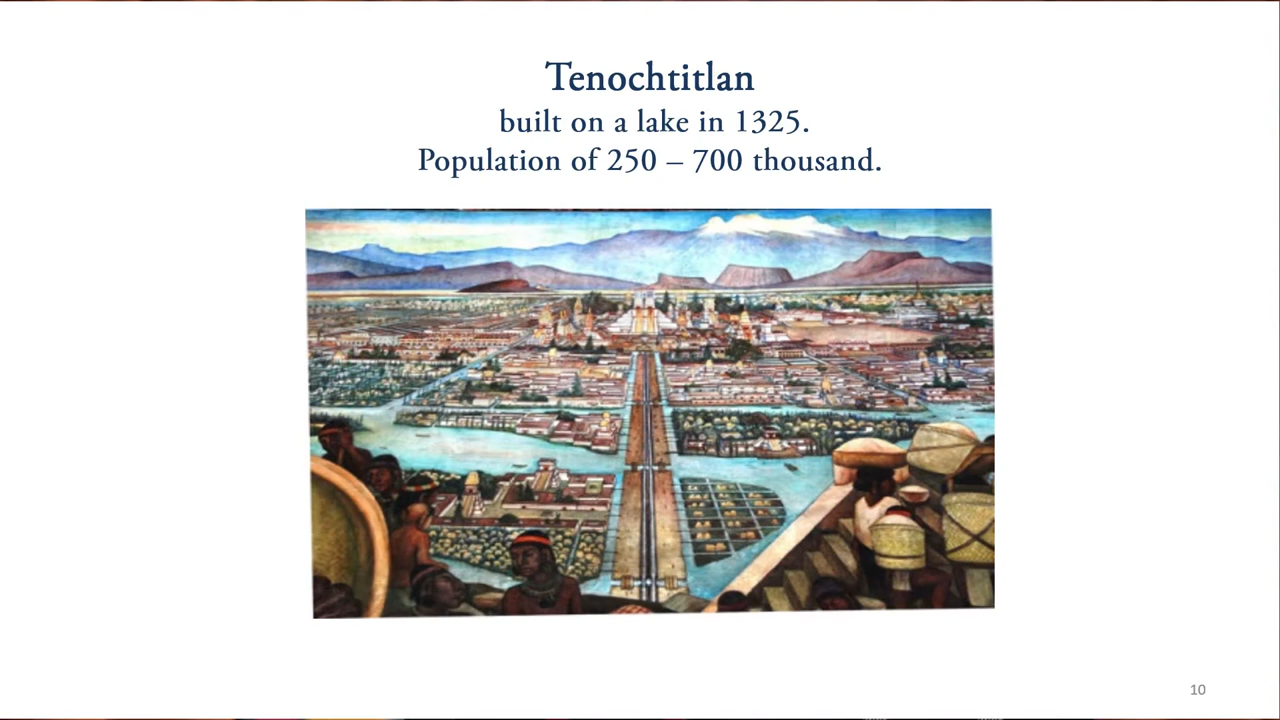 Tenochtitlan
built on a lake in 1325.
Population of 250 – 700 thousand.
10